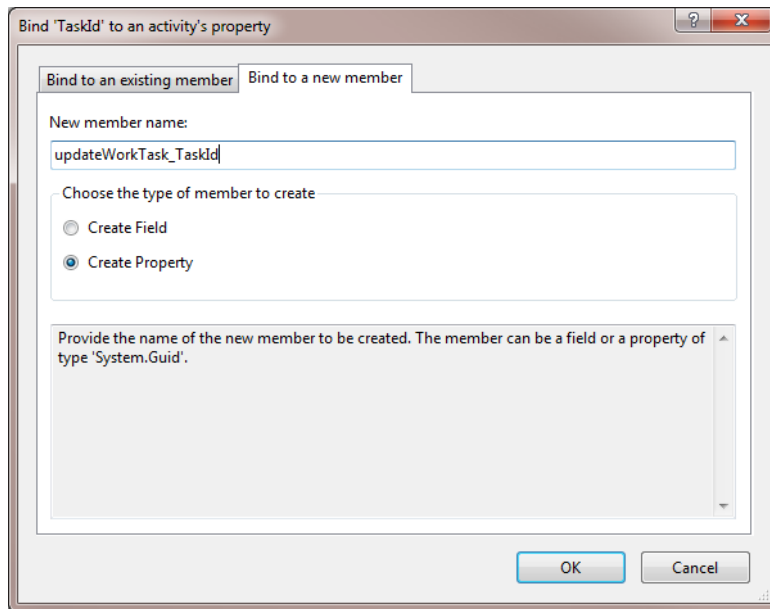 Bind 'TaskId' to an activity's property
Bind to an existing member
Bind to a new member
New member name:
updateWorkTask_TaskId
Choose the type of member to create
Create Field
Create Property
Provide the name of the new member to be created. The member can be a field or a property of
type 'System.Guid'.
OK
Cancel